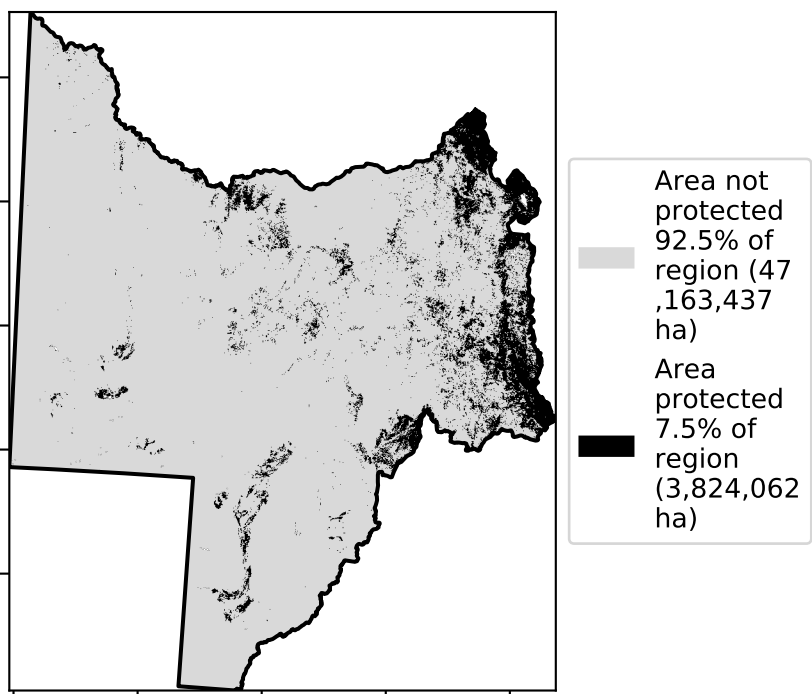 Area not
protected
92.5% of
region (47
,163,437
ha)
Area
protected
7.5% of
region
(3,824,062
ha)